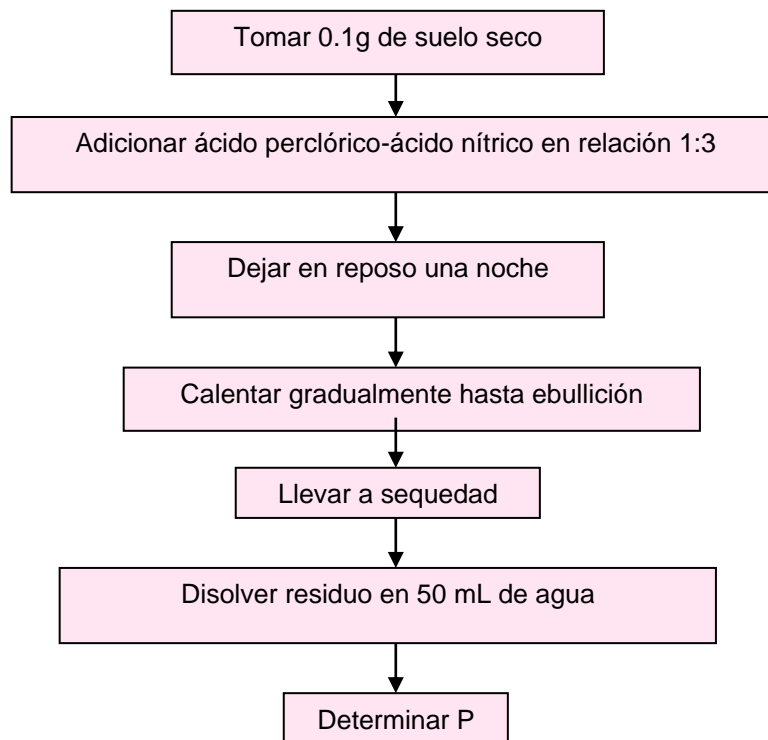 Tomar 0.1g de suelo seco
Adicionar ácido perclórico-ácido nítrico en relación 1:3
Dejar en reposo una noche
Calentar gradualmente hasta ebullición
Llevar a sequedad
Disolver residuo en 50 mL de agua
Determinar P